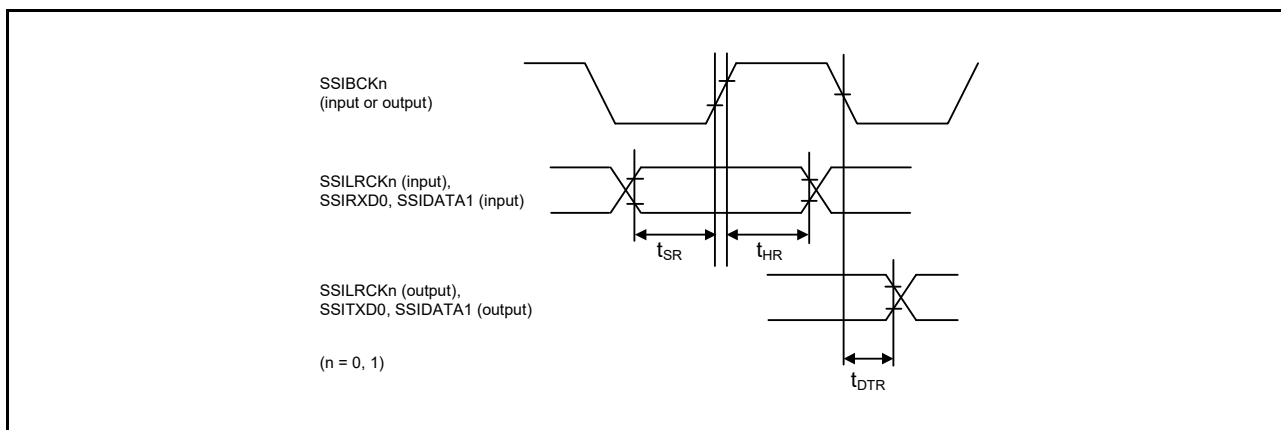 SSIBCKn
(input or output)
SSILRCKn (input),
SSIRXD0, SSIDATA1 (input)
tSR
tHR
SSILRCKn (output),
SSITXD0, SSIDATA1 (output)
(n = 0, 1)
tDTR